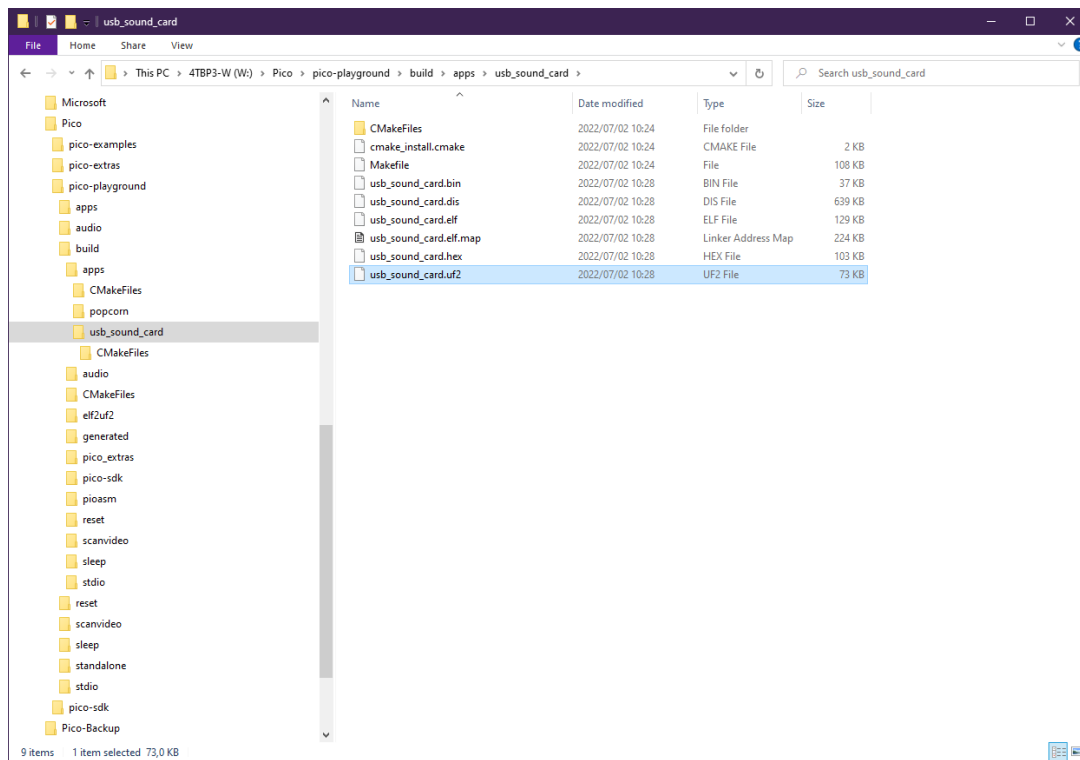 usb_sound_card
File Home Share View
This PC > 4TBP3-W (W:) > Pico > pico-playground > build > apps > usb_sound_card >
Search usb_sound_card
Microsoft
Pico
pico-examples
pico-extras
pico-playground
apps
audio
build
apps
CMakeFiles
popcorn
usb_sound_card
CMakeFiles
audio
CMakeFiles
elf2uf2
generated
pico_extras
pico-sdk
pioasm
reset
scanvideo
sleep
stdio
reset
scanvideo
sleep
standalone
stdio
pico-sdk
Pico-Backup
Name Date modified Type Size
CMakeFiles 2022/07/02 10:24 File folder
cmake_install.cmake 2022/07/02 10:24 CMAKE File 2 KB
Makefile 2022/07/02 10:24 File 108 KB
usb_sound_card.bin 2022/07/02 10:28 BIN File 37 KB
usb_sound_card.dis 2022/07/02 10:28 DIS File 639 KB
usb_sound_card.elf 2022/07/02 10:28 ELF File 129 KB
usb_sound_card.elf.map 2022/07/02 10:28 Linker Address Map 224 KB
usb_sound_card.hex 2022/07/02 10:28 HEX File 103 KB
usb_sound_card.uf2 2022/07/02 10:28 UF2 File 73 KB
9 items 1 item selected 73,0 KB